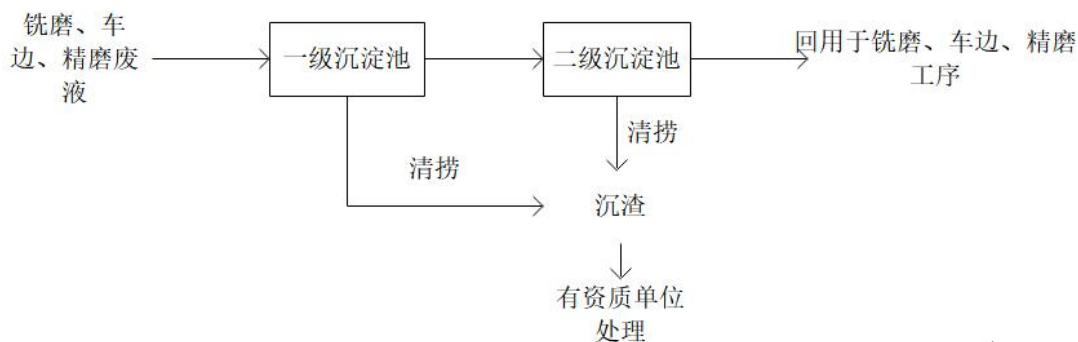 铣磨、车
边、精磨废
液
一级沉淀池
二级沉淀池
回用于铣磨、车边、精磨
工序
清捞
清捞
沉渣
有资质单位
处理